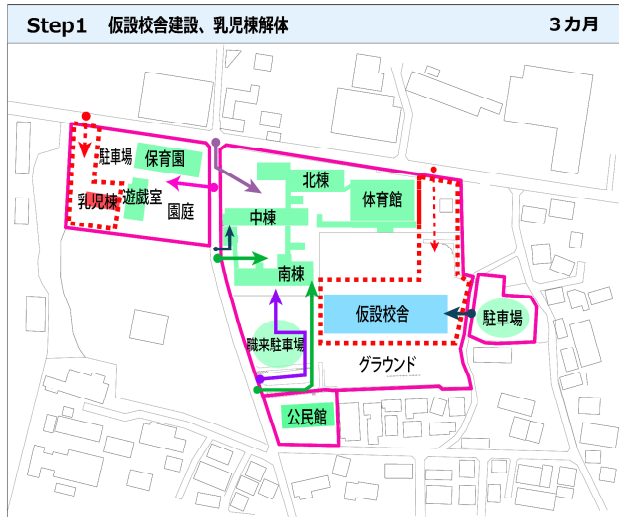 Step1 仮設校舎建設、乳児棟解体 3カ月
駐車場
保育園
北棟
体育館
乳児棟
遊戯室
園庭
中棟
南棟
仮設校舎
駐車場
職来駐車場
グラウンド
公民館